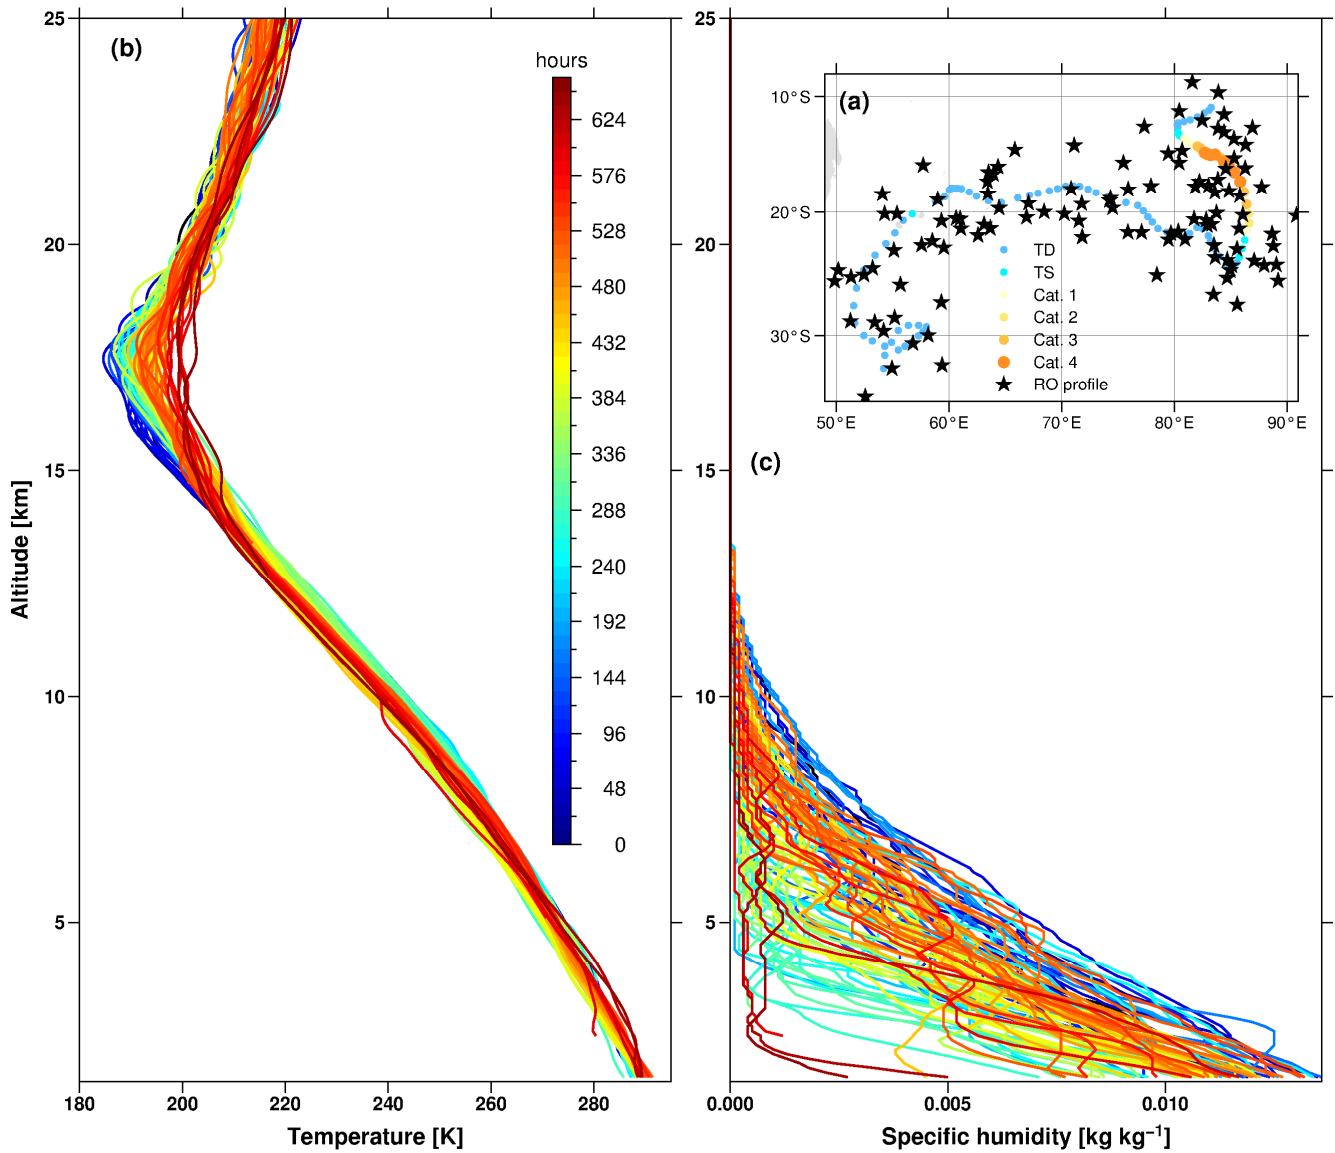 25
20
15
10
5
Altitude [km]
(b)
hours
624
576
528
480
432
384
336
288
240
192
144
96
48
0
180
200
220
240
260
280
Temperature [K]
25
20
15
10
5
(a)
10°S
20°S
30°S
50°E
60°E
70°E
80°E
90°E
TD
TS
Cat. 1
Cat. 2
Cat. 3
Cat. 4
RO profile
(c)
0.000
0.005
0.010
Specific humidity [kg kg⁻¹]